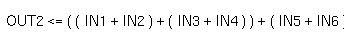 OUT2 <= ( ( IN1 + IN2 ) + ( IN3 + IN4 ) ) + ( IN5 + IN6 )